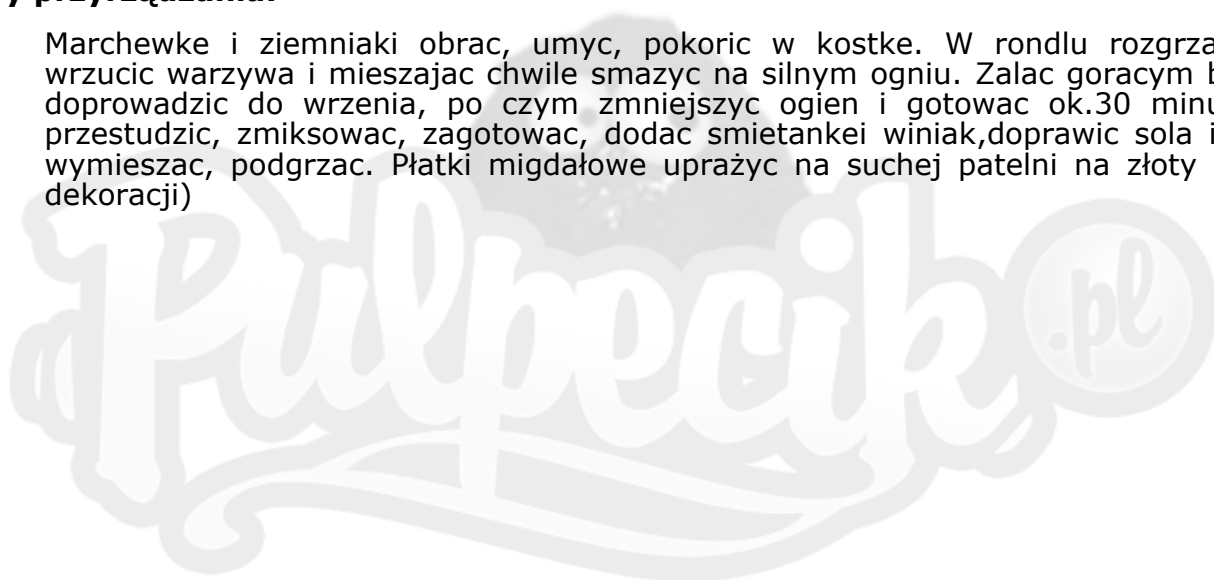 przyrządzania:
Marchewke i ziemniaki obrac, umyc, pokoric w kostke. W rondlu
wrzucic warzywa i mieszajac chwile smazyc na silnym ogniu. Zalac goracym
doprowadzic do wrzenia, po czym zmniejszyc ogien i gotowac ok.30
przestudzic, zmiksowac, zagotowac, dodac smietankei winiak,doprawic sola i
wymieszac, podgrzac. Płatki migdałowe uprażyc na suchej patelni na złoty
dekoracji)
Pulpecik.pl